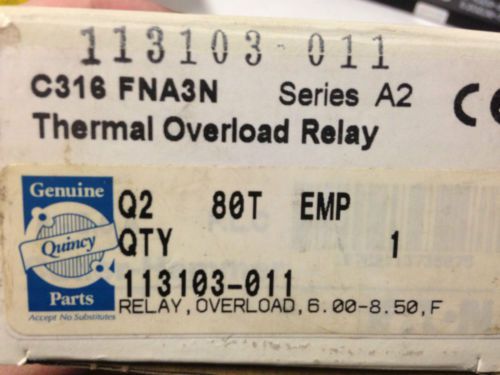 113103-011
C316 FNA3N Series A2
CE
Thermal Overload Relay
Genuine
Quincy
Parts
Accept No Substitutes
Q2 80T EMP
QTY 1
113103-011
RELAY,OVERLOAD,6.00-8.50,F